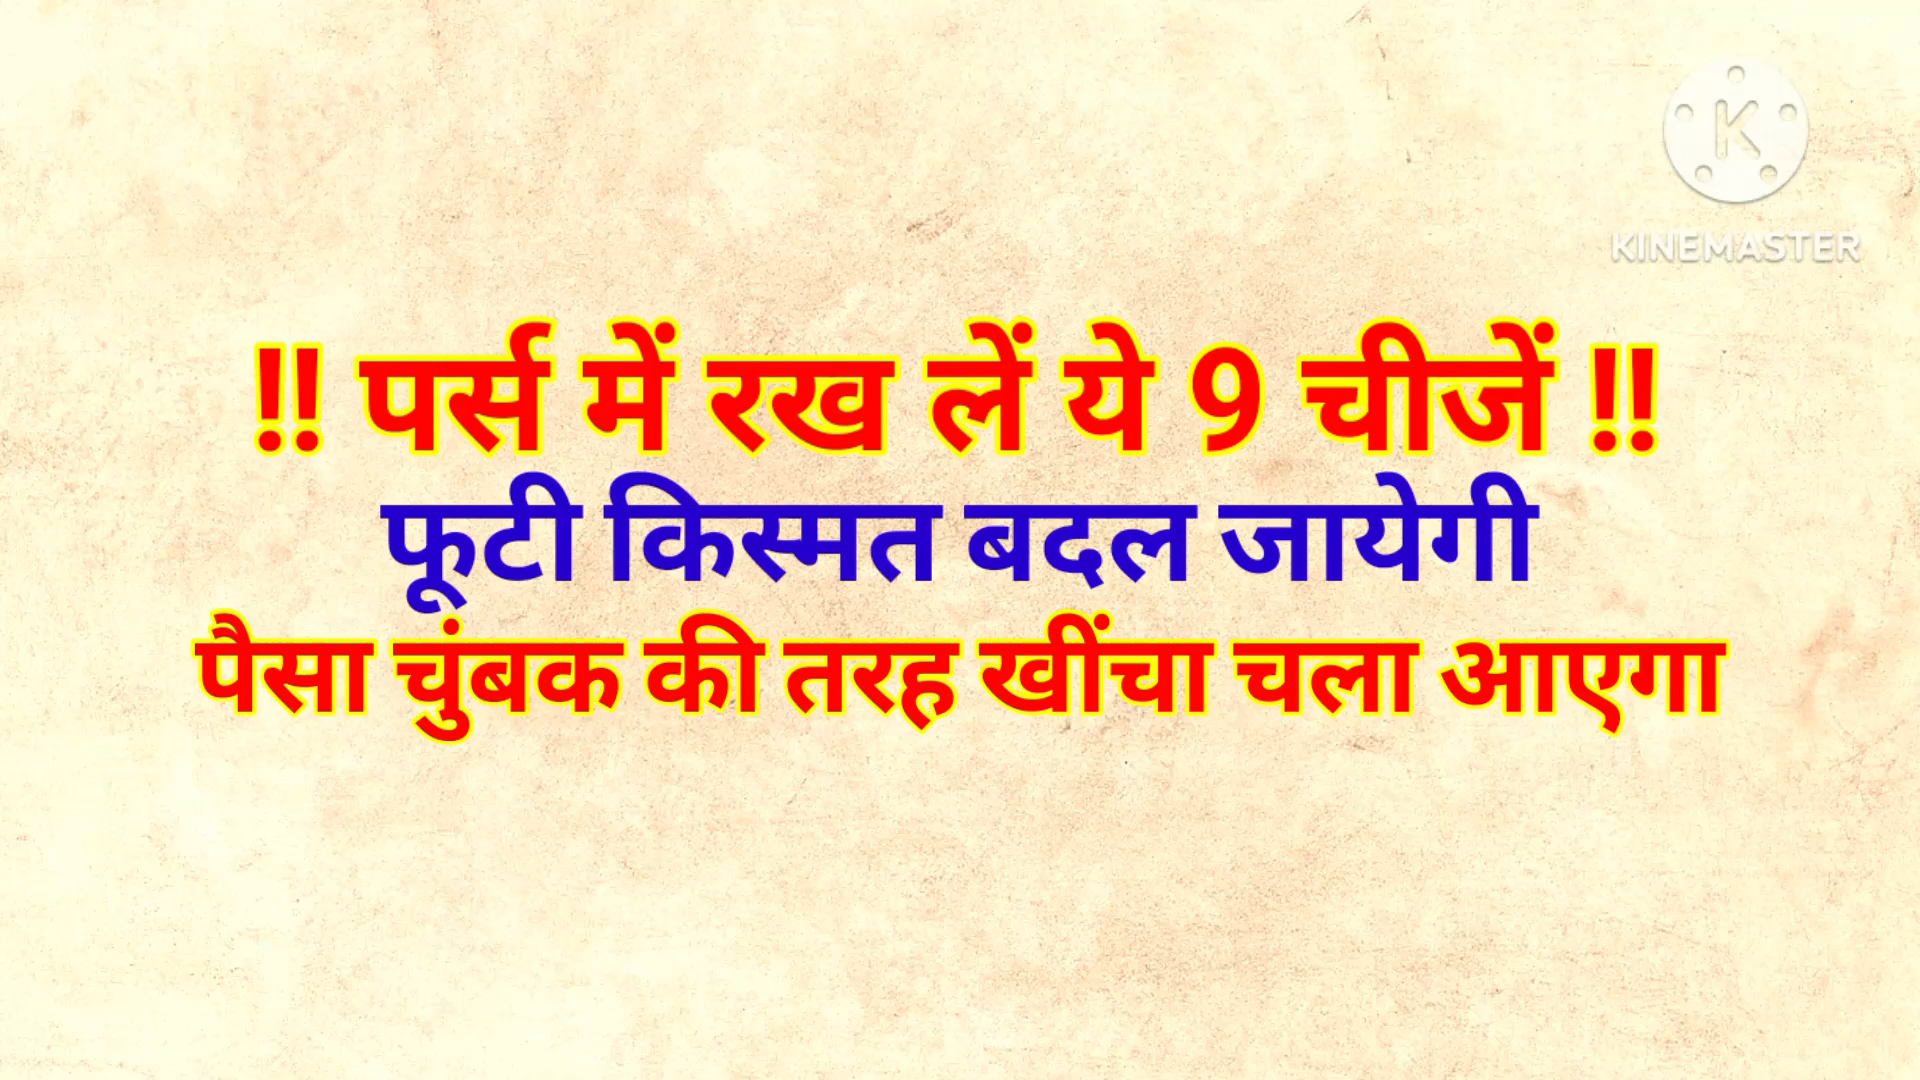 K
KINEMASTER
!! पर्स में रख लें ये 9 चीजें !!
फूटी किस्मत बदल जायेगी
पैसा चुंबक की तरह खींचा चला आएगा